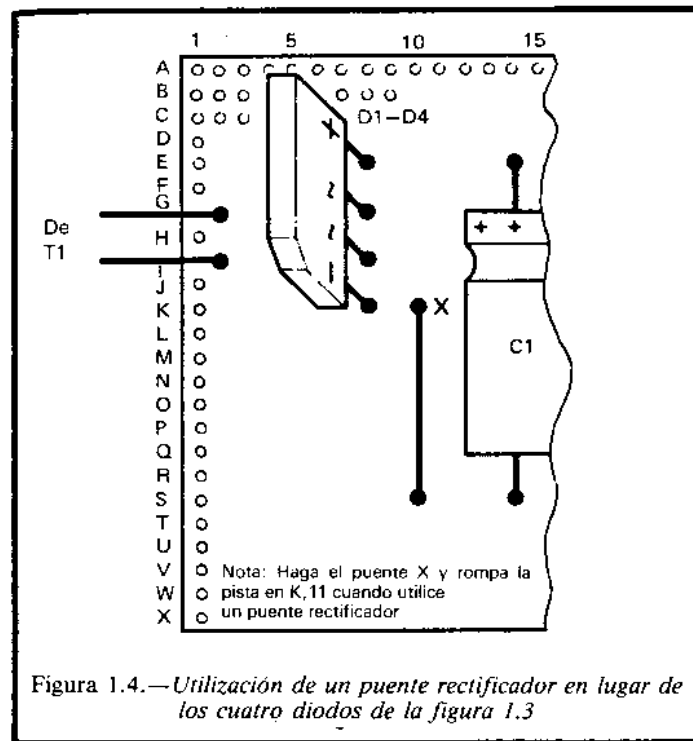 1 5 10 15
A
B
C D1-D4
D
E
F
G
De
T1
H
I
J
K X
L
M C1
N
O
P
Q
R
S
T
U
V Nota: Haga el puente X y rompa la
W pista en K,11 cuando utilice
X un puente rectificador
+ ~ ~ −
+ +
Figura 1.4.—Utilización de un puente rectificador en lugar de
los cuatro diodos de la figura 1.3